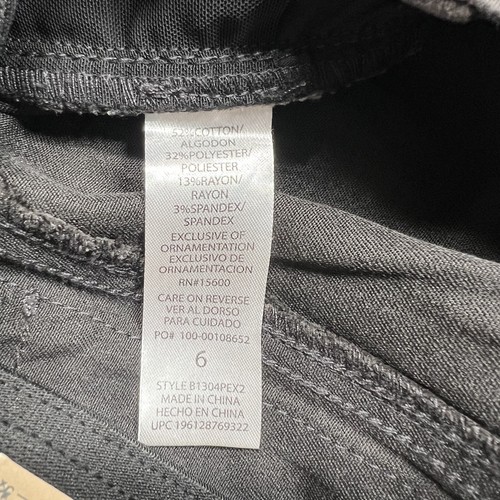 52%COTTON/
ALGODON
32%POLYESTER/
POLIESTER
13%RAYON/
RAYON
3%SPANDEX/
SPANDEX
EXCLUSIVE OF
ORNAMENTATION
EXCLUSIVO DE
ORNAMENTACION
RN#15600
CARE ON REVERSE
VER AL DORSO
PARA CUIDADO
PO# 100-00108652
6
STYLE B1304PEX2
MADE IN CHINA
HECHO EN CHINA
UPC 196128769322